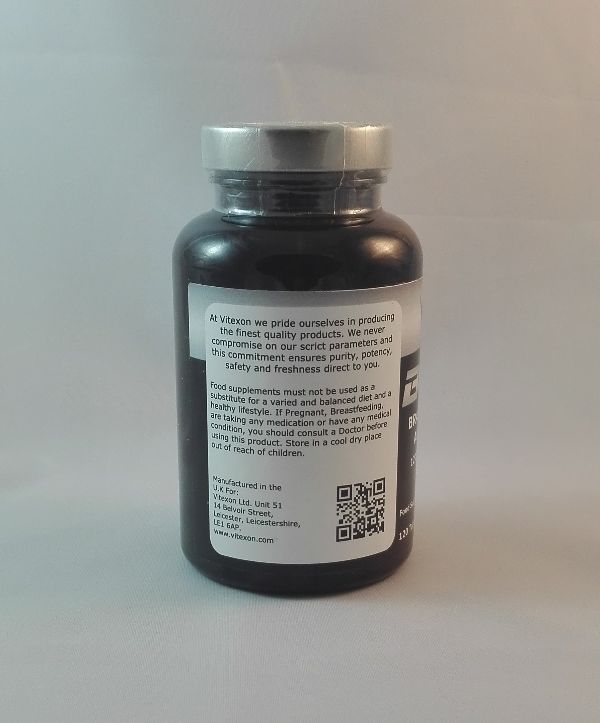 At Vitexon we pride ourselves in producing
the finest quality products. We never
compromise on our scrict parameters and
this commitment ensures purity, potency,
safety and freshness direct to you.
Food supplements must not be used as a
substitute for a varied and balanced diet and a
healthy lifestyle. If Pregnant, Breastfeeding,
are taking any medication or have any medical
condition, you should consult a Doctor before
using this product. Store in a cool dry place
out of reach of children.
Manufactured in the
U.K For:
Vitexon Ltd. Unit 51
14 Belvoir Street,
Leicester, Leicestershire,
LE1 6AP.
www.vitexon.com
120